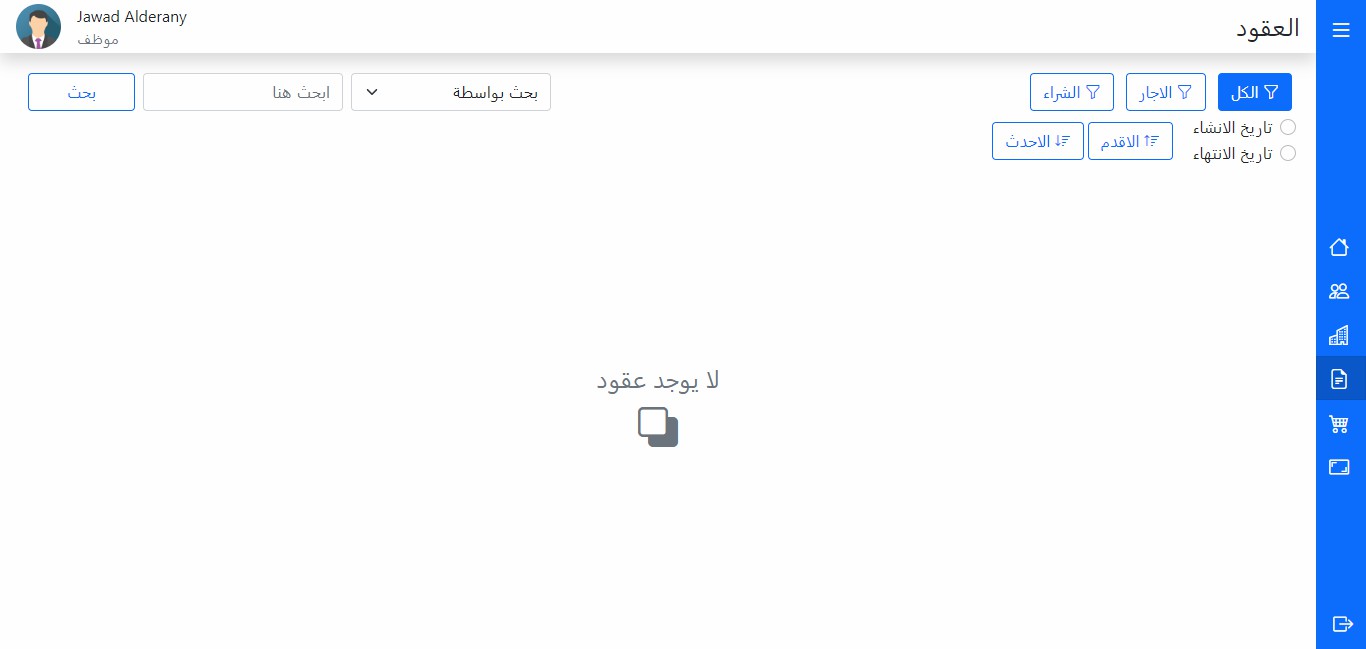 العقود
Jawad Alderany
موظف
الكل
الاجار
الشراء
بحث بواسطة
ابحث هنا
بحث
تاريخ الانشاء
تاريخ الانتهاء
الاقدم
الاحدث
لا يوجد عقود